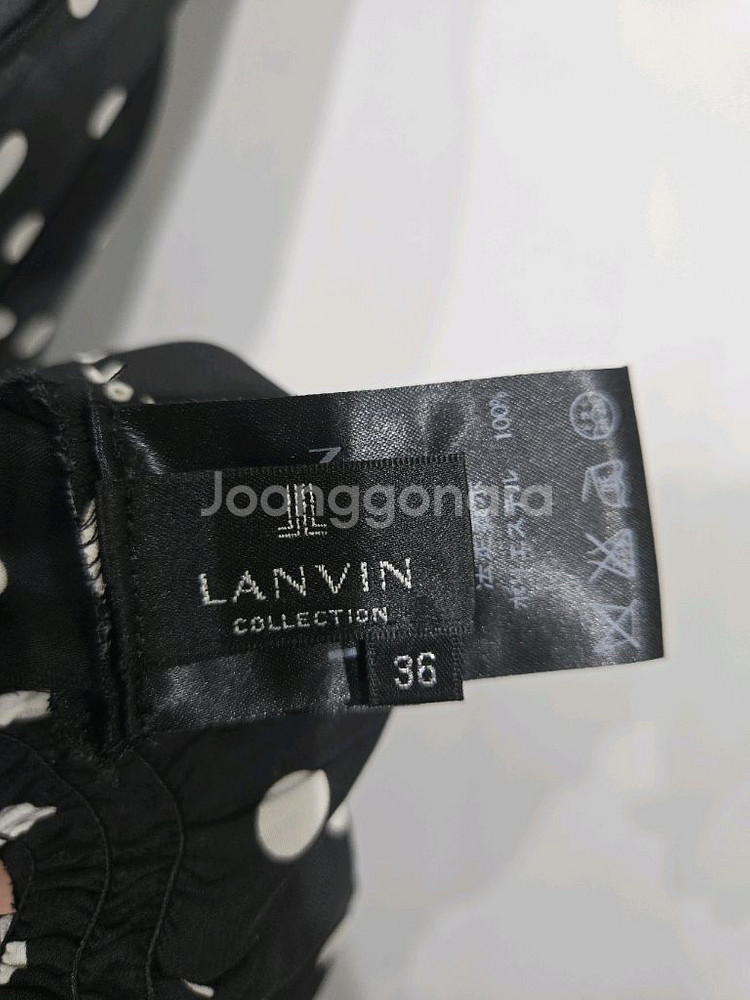 Joonggonara
LANVIN
COLLECTION
36
100%
ポリエステル